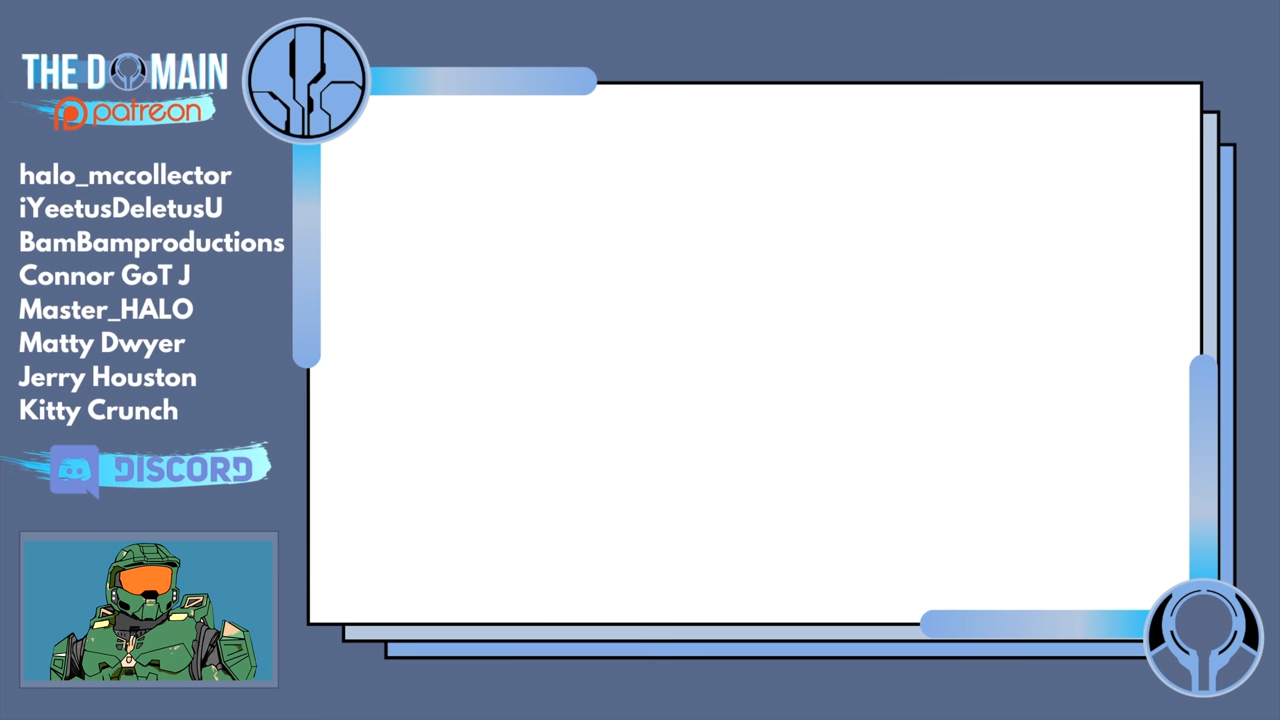 THE DOMAIN
patreon
halo_mccollector
iYeetusDeletusU
BamBamproductions
Connor GoT J
Master_HALO
Matty Dwyer
Jerry Houston
Kitty Crunch
DISCORD